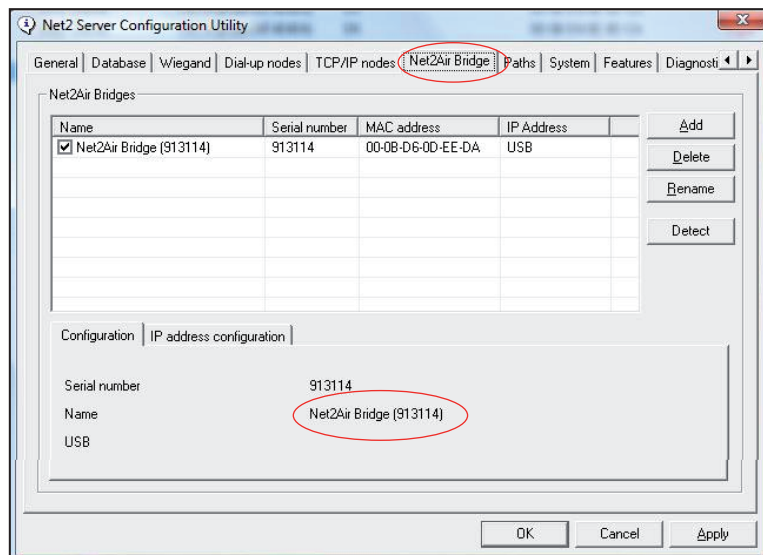 Net2 Server Configuration Utility
General Database Wiegand Dial-up nodes TCP/IP nodes Net2Air Bridge Paths System Features Diagnosti
Net2Air Bridges
Name Serial number MAC address IP Address
Net2Air Bridge (913114) 913114 00-0B-D6-0D-EE-DA USB
Add
Delete
Rename
Detect
Configuration IP address configuration
Serial number 913114
Name Net2Air Bridge (913114)
USB
OK Cancel Apply